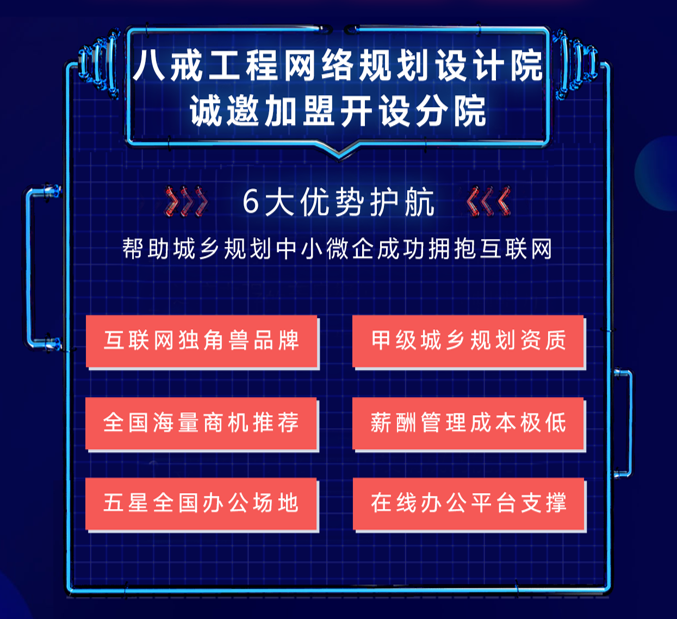 八戒工程网络规划设计院
诚邀加盟开设分院
6大优势护航
帮助城乡规划中小微企成功拥抱互联网
互联网独角兽品牌
甲级城乡规划资质
全国海量商机推荐
薪酬管理成本极低
五星全国办公场地
在线办公平台支撑